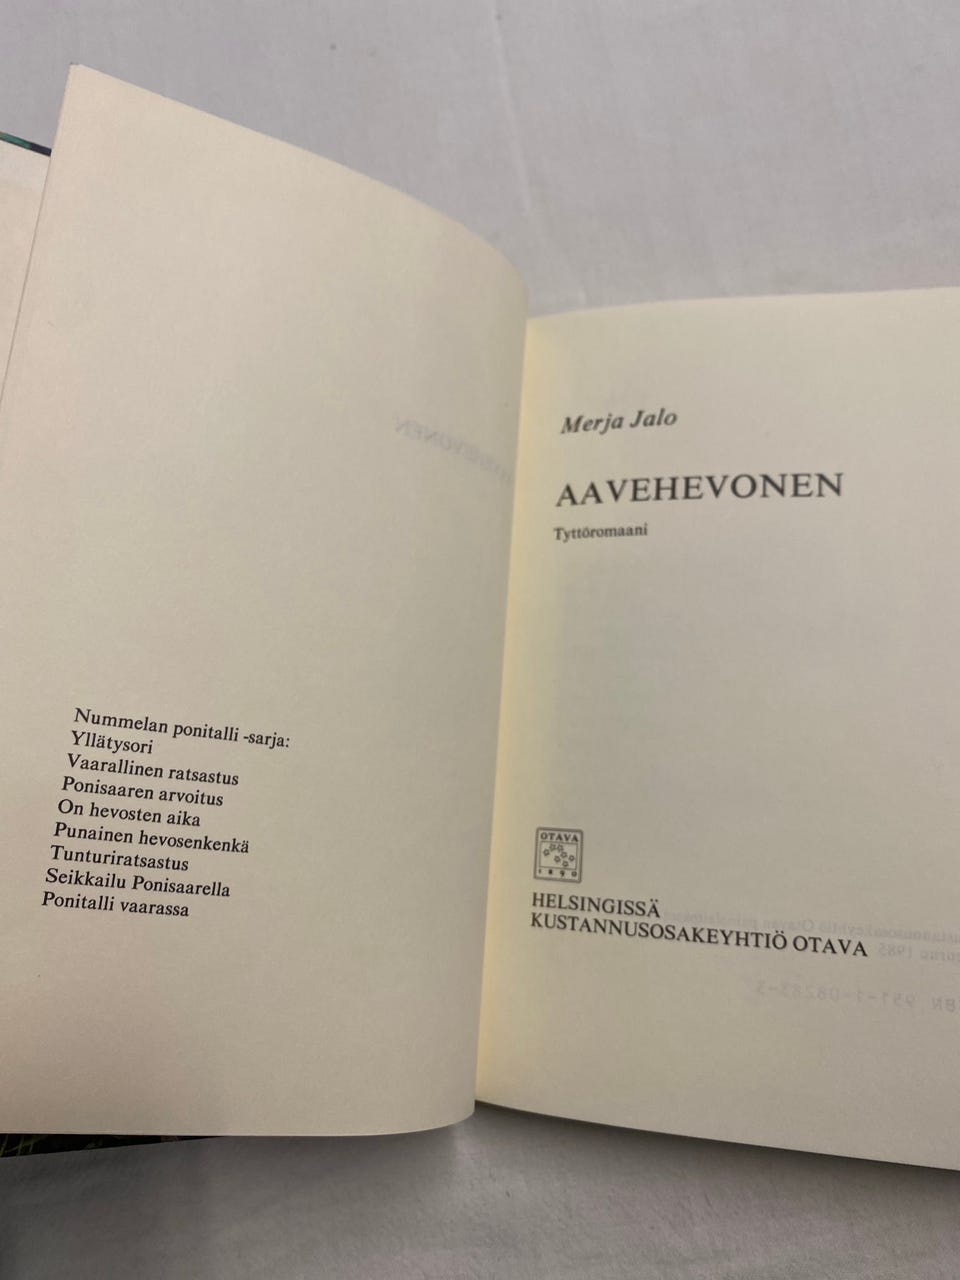 Nummelan ponitalli -sarja:
Yllätysori
Vaarallinen ratsastus
Ponisaaren arvoitus
On hevosten aika
Punainen hevosenkenkä
Tunturiratsastus
Seikkailu Ponisaarella
Ponitalli vaarassa
Merja Jalo
AAVEHEVONEN
Tyttöromaani
OTAVA
1890
HELSINGISSÄ
KUSTANNUSOSAKEYHTIÖ OTAVA